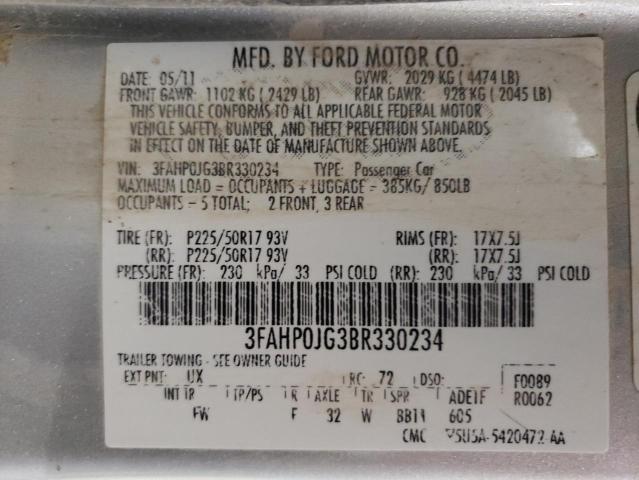 MFD. BY FORD MOTOR CO.
DATE: 05/11 GVWR: 2029 KG ( 4474 LB)
FRONT GAWR: 1102 KG ( 2429 LB) REAR GAWR: 928 KG ( 2045 LB)
THIS VEHICLE CONFORMS TO ALL APPLICABLE FEDERAL MOTOR
VEHICLE SAFETY, BUMPER, AND THEFT PREVENTION STANDARDS
IN EFFECT ON THE DATE OF MANUFACTURE SHOWN ABOVE.
VIN: 3FAHP0JG3BR330234 TYPE: Passenger Car
MAXIMUM LOAD = OCCUPANTS + LUGGAGE = 385KG/ 850LB
OCCUPANTS - 5 TOTAL; 2 FRONT, 3 REAR
TIRE (FR): P225/50R17 93V RIMS (FR): 17X7.5J
(RR): P225/50R17 93V (RR): 17X7.5J
PRESSURE (FR): 230 kPa/ 33 PSI COLD (RR): 230 kPa/ 33 PSI COLD
3FAHP0JG3BR330234
TRAILER TOWING - SEE OWNER GUIDE
EXT PNT: UX RC: 72 DSO: F0089
INT TR TP/PS R AXLE TR SPR ADE1F R0062
FW F 32 W BB11 605
CMC 5U5A-5420472-AA